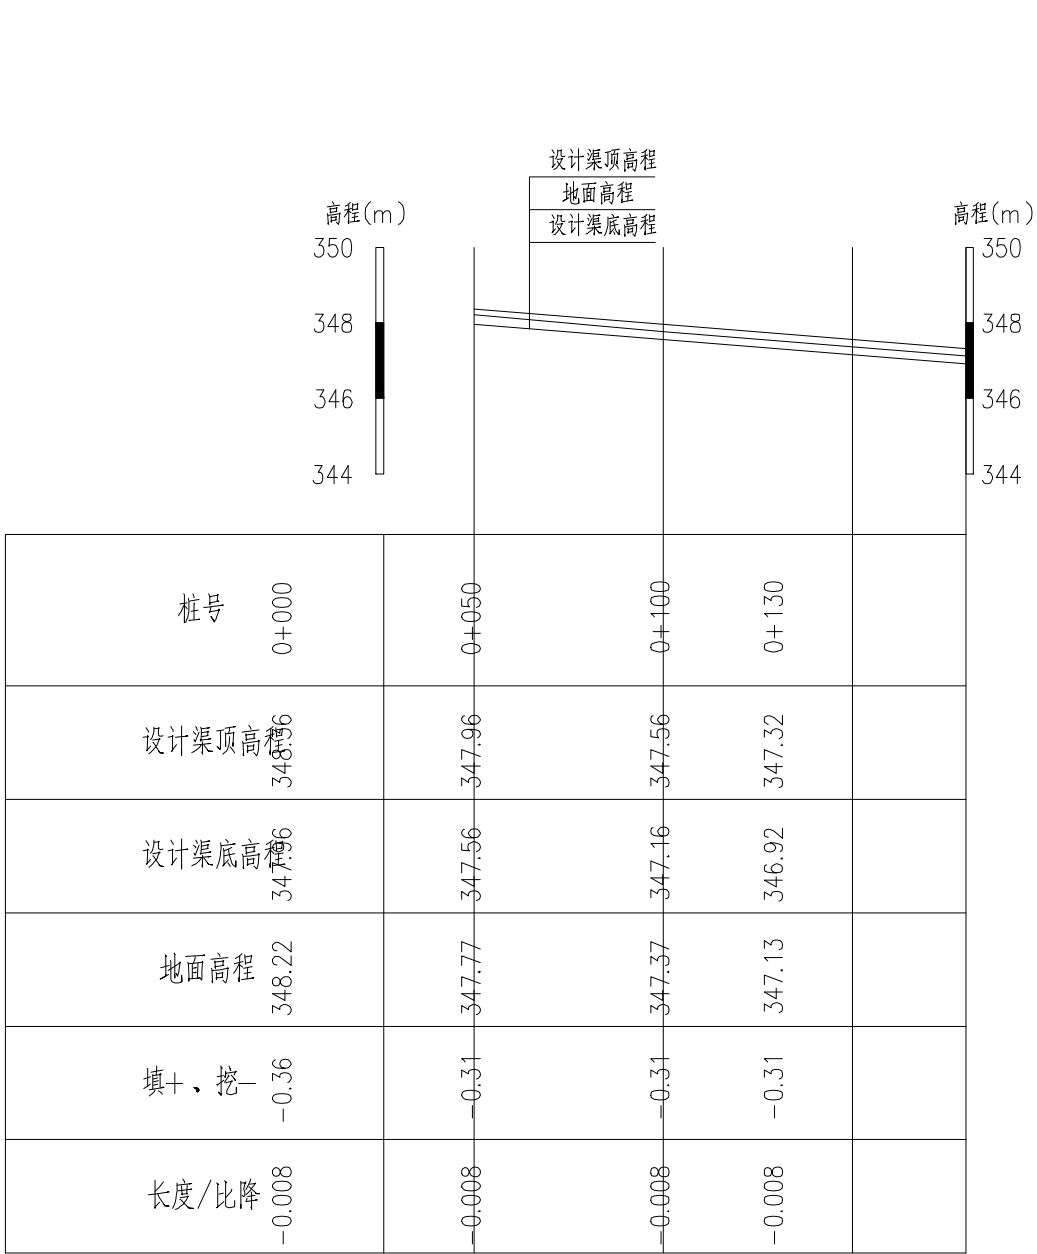 设计渠顶高程
地面高程
设计渠底高程
高程(m)
高程(m)
350
350
348
348
346
346
344
344
桩号 0+000 0+050 0+100 0+130
设计渠顶高程 348.36 347.96 347.56 347.32
设计渠底高程 347.96 347.56 347.16 346.92
地面高程 348.22 347.77 347.37 347.13
填+、挖- -0.36 -0.31 -0.31 -0.31
长度/比降 -0.008 -0.008 -0.008 -0.008